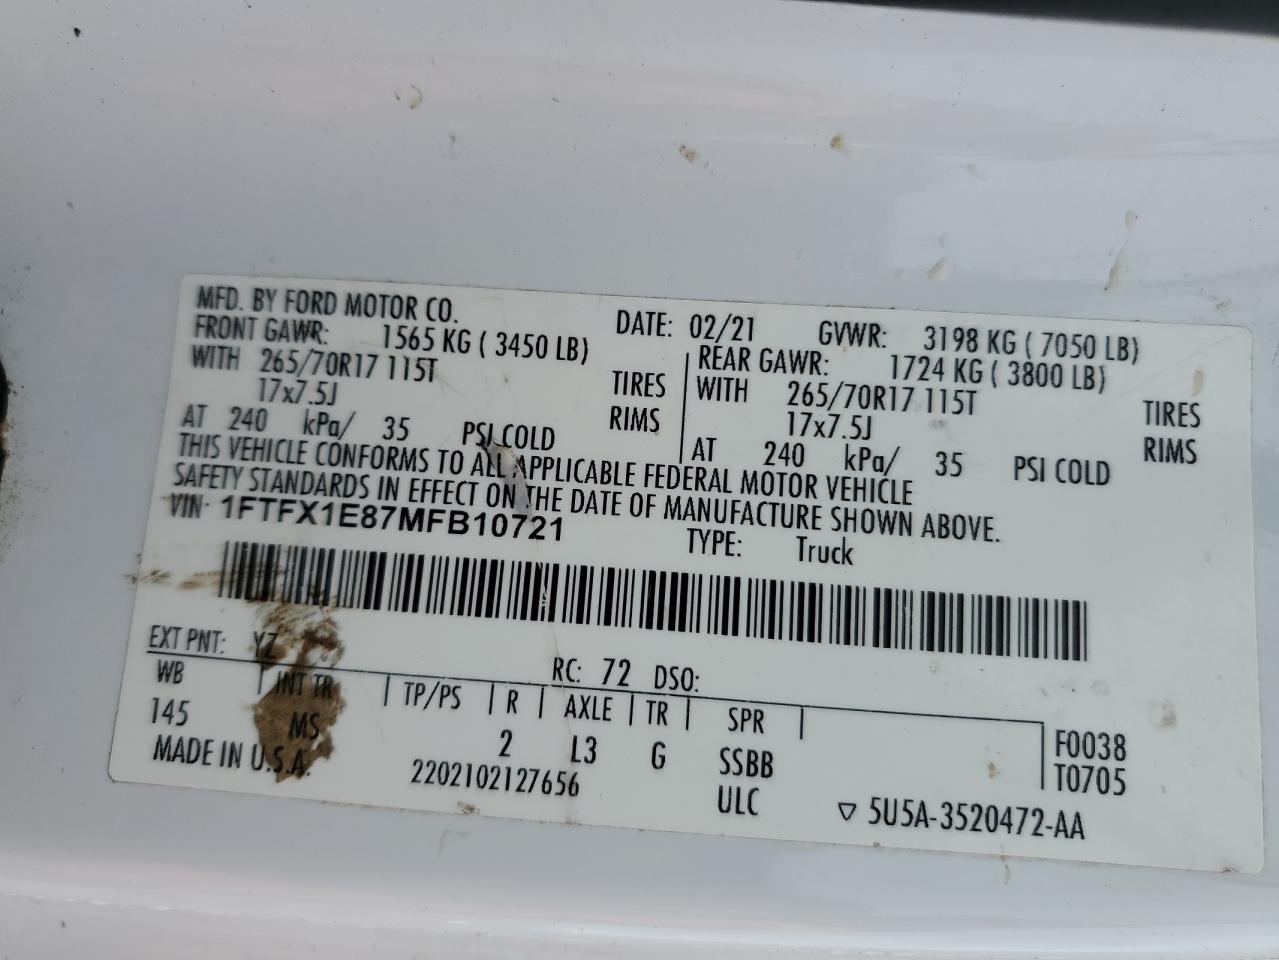 MFD. BY FORD MOTOR CO. DATE: 02/21 GVWR: 3198 KG ( 7050 LB)
FRONT GAWR: 1565 KG ( 3450 LB) REAR GAWR: 1724 KG ( 3800 LB)
WITH 265/70R17 115T TIRES WITH 265/70R17 115T TIRES
17x7.5J RIMS 17x7.5J RIMS
AT 240 kPa/ 35 PSI COLD AT 240 kPa/ 35 PSI COLD
THIS VEHICLE CONFORMS TO ALL APPLICABLE FEDERAL MOTOR VEHICLE
SAFETY STANDARDS IN EFFECT ON THE DATE OF MANUFACTURE SHOWN ABOVE.
VIN: 1FTFX1E87MFB10721 TYPE: Truck
EXT PNT: YZ RC: 72 DSO:
WB INT TR TP/PS R AXLE TR SPR
145 MS 2 L3 G SSBB F0038
MADE IN U.S.A. 2202102127656 ULC T0705
▽ 5U5A-3520472-AA